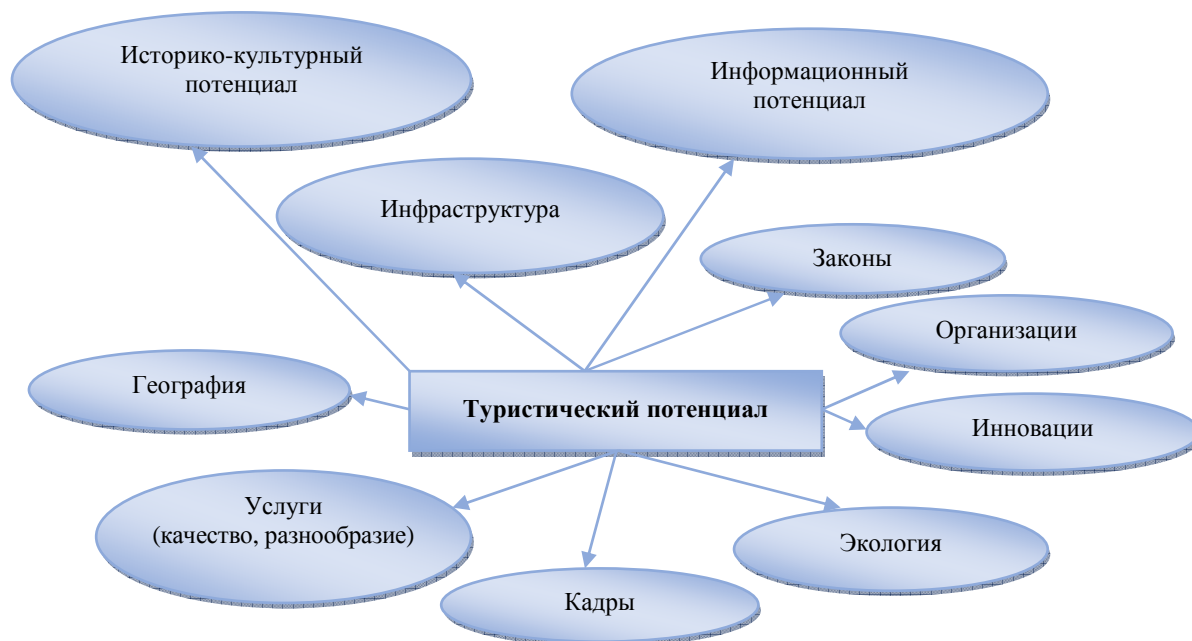 Историко-культурный
потенциал
Информационный
потенциал
Инфраструктура
Законы
Организации
География
Туристический потенциал
Инновации
Услуги
(качество, разнообразие)
Экология
Кадры